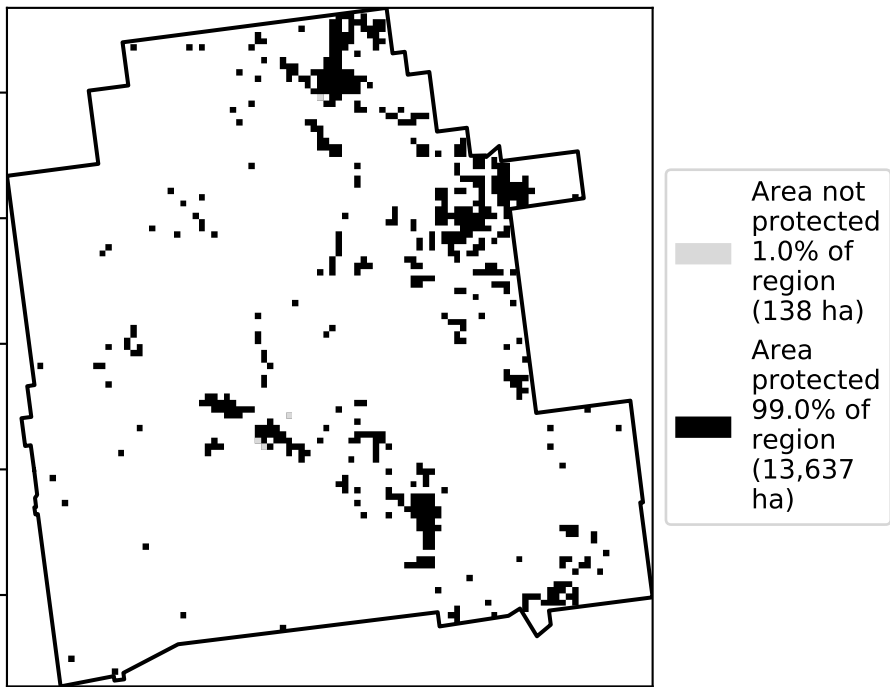 Area not
protected
1.0% of
region
(138 ha)
Area
protected
99.0% of
region
(13,637
ha)